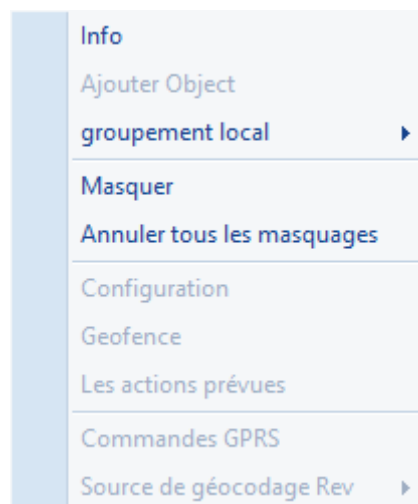 Info
Ajouter Object
groupement local
Masquer
Annuler tous les masquages
Configuration
Geofence
Les actions prévues
Commandes GPRS
Source de géocodage Rev